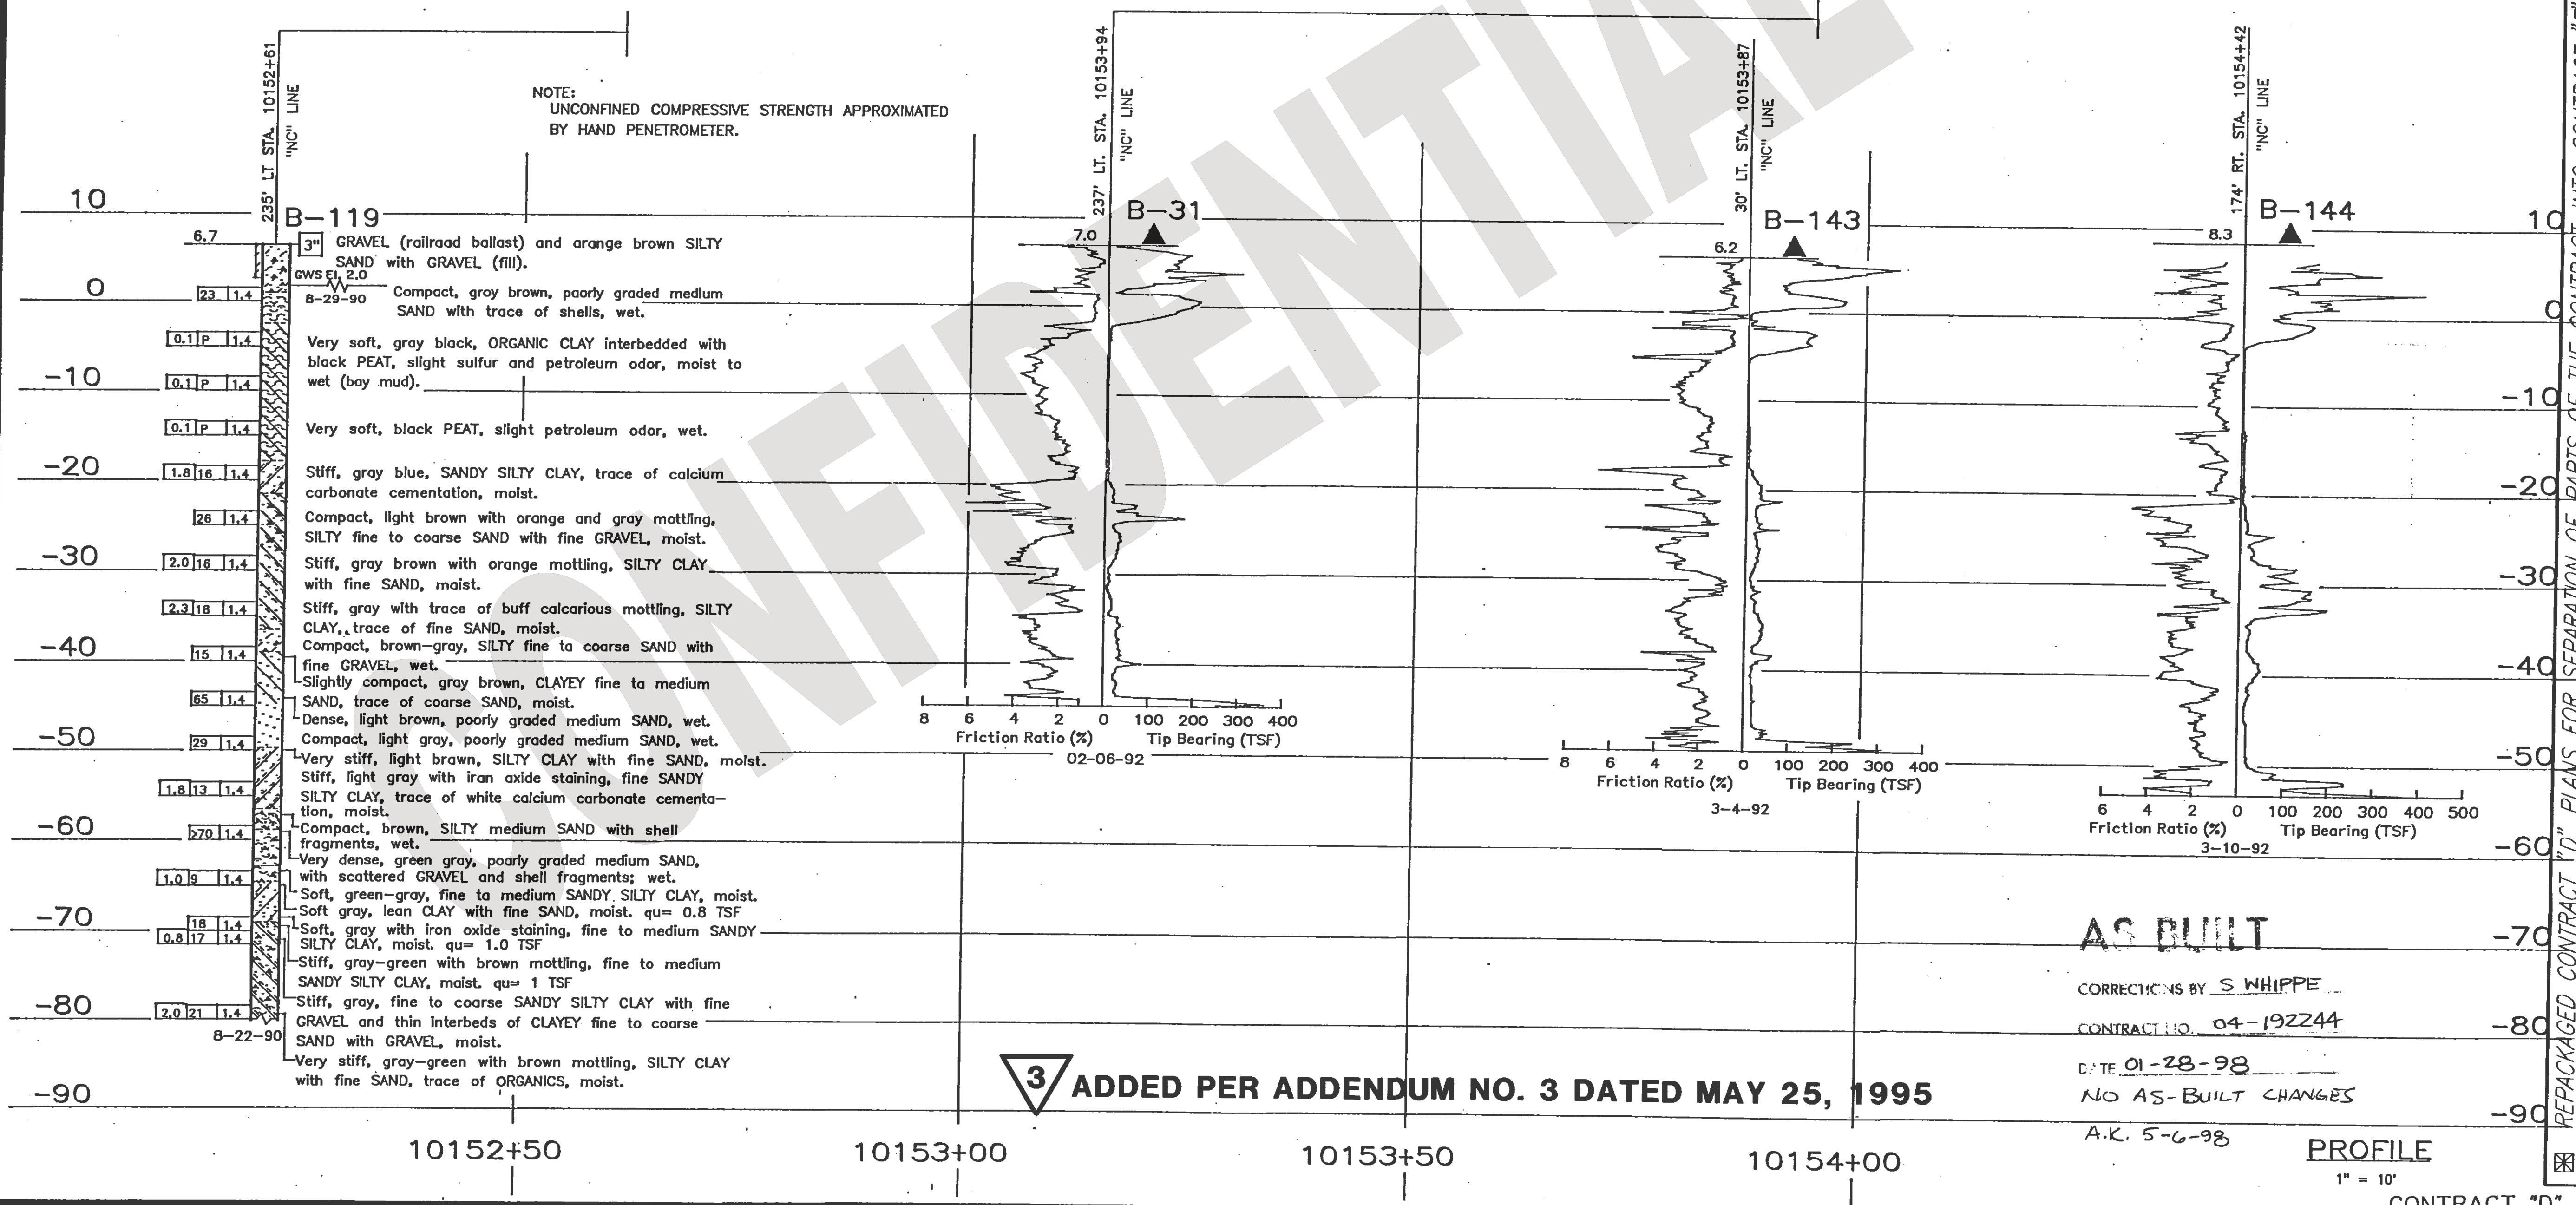 CONFIDENTIAL
235' LT STA. 10152+61
"NC" LINE
NOTE:
UNCONFINED COMPRESSIVE STRENGTH APPROXIMATED
BY HAND PENETROMETER.
237' LT. STA. 10153+94
"NC" LINE
30' LT. STA. 10153+87
"NC" LINE
174' RT. STA. 10154+42
"NC" LINE
10
0
-10
-20
-30
-40
-50
-60
-70
-80
-90
B-119
6.7
3"
GRAVEL (railraad ballast) and arange brown SILTY
SAND with GRAVEL (fill).
GWS El. 2.0
8-29-90
23 1.4
Compact, groy brown, paorly graded medlum
SAND with trace of shells, wet.
0.1 P 1.4
Very soft, gray black, ORGANIC CLAY interbedded with
black PEAT, slight sulfur and petroleum odor, moist to
wet (bay mud).
0.1 P 1.4
0.1 P 1.4
Very soft, black PEAT, slight petroleum odor, wet.
1.8 16 1.4
Stiff, gray blue, SANDY SILTY CLAY, trace of calcium
carbonate cementation, moist.
26 1.4
Compact, light brown with orange and gray mottling,
SILTY fine to coarse SAND with fine GRAVEL, moist.
2.0 16 1.4
Stiff, gray brown with orange mottling, SILTY CLAY
with fine SAND, maist.
2.3 18 1.4
Stiff, gray with trace of buff calcarious mottling, SILTY
CLAY, trace of fine SAND, moist.
Compact, brown-gray, SILTY fine ta coarse SAND with
fine GRAVEL, wet.
15 1.4
Slightly compact, gray brown, CLAYEY fine ta medium
SAND, trace of coarse SAND, moist.
65 1.4
Dense, light brown, poorly graded medium SAND, wet.
Compact, light gray, poorly graded medium SAND, wet.
29 1.4
Very stiff, light brawn, SILTY CLAY with fine SAND, moist.
Stiff, light gray with iron oxide staining, fine SANDY
SILTY CLAY, trace of white calcium carbonate cementa-
tion, moist.
1.8 13 1.4
Compact, brown, SILTY medium SAND with shell
fragments, wet.
>70 1.4
Very dense, green gray, poarly graded medium SAND,
with scattered GRAVEL and shell fragments; wet.
1.0 9 1.4
Soft, green-gray, fine ta medium SANDY SILTY CLAY, moist.
Soft gray, lean CLAY with fine SAND, moist. qu= 0.8 TSF
18 1.4
Soft, gray with iron oxide staining, fine to medium SANDY
SILTY CLAY, moist. qu= 1.0 TSF
0.8 17 1.4
Stiff, gray-green with brown mottling, fine to medium
SANDY SILTY CLAY, maist. qu= 1 TSF
Stiff, gray, fine to coarse SANDY SILTY CLAY with fine
GRAVEL and thin interbeds of CLAYEY fine to coarse
SAND with GRAVEL, moist.
2.0 21 1.4
8-22-90
Very stiff, gray-green with brown mottling, SILTY CLAY
with fine SAND, trace of ORGANICS, moist.
B-31
7.0
8 6 4 2 0 100 200 300 400
Friction Ratio (%) Tip Bearing (TSF)
02-06-92
B-143
6.2
8 6 4 2 0 100 200 300 400
Friction Ratio (%) Tip Bearing (TSF)
3-4-92
B-144
8.3
6 4 2 0 100 200 300 400 500
Friction Ratio (%) Tip Bearing (TSF)
3-10-92
10
0
-10
-20
-30
-40
-50
-60
-70
-80
-90
AS BUILT
CORRECTIONS BY S WHIPPE
CONTRACT NO. 04-192244
DATE 01-28-98
NO AS-BUILT CHANGES
A.K. 5-6-98
3 ADDED PER ADDENDUM NO. 3 DATED MAY 25, 1995
10152+50
10153+00
10153+50
10154+00
PROFILE
1" = 10'
CONTRACT "D"
REPACKAGED CONTRACT "D" PLANS FOR SEPARATION OF PARTS OF THE CONTRACT INTO CONTRACT